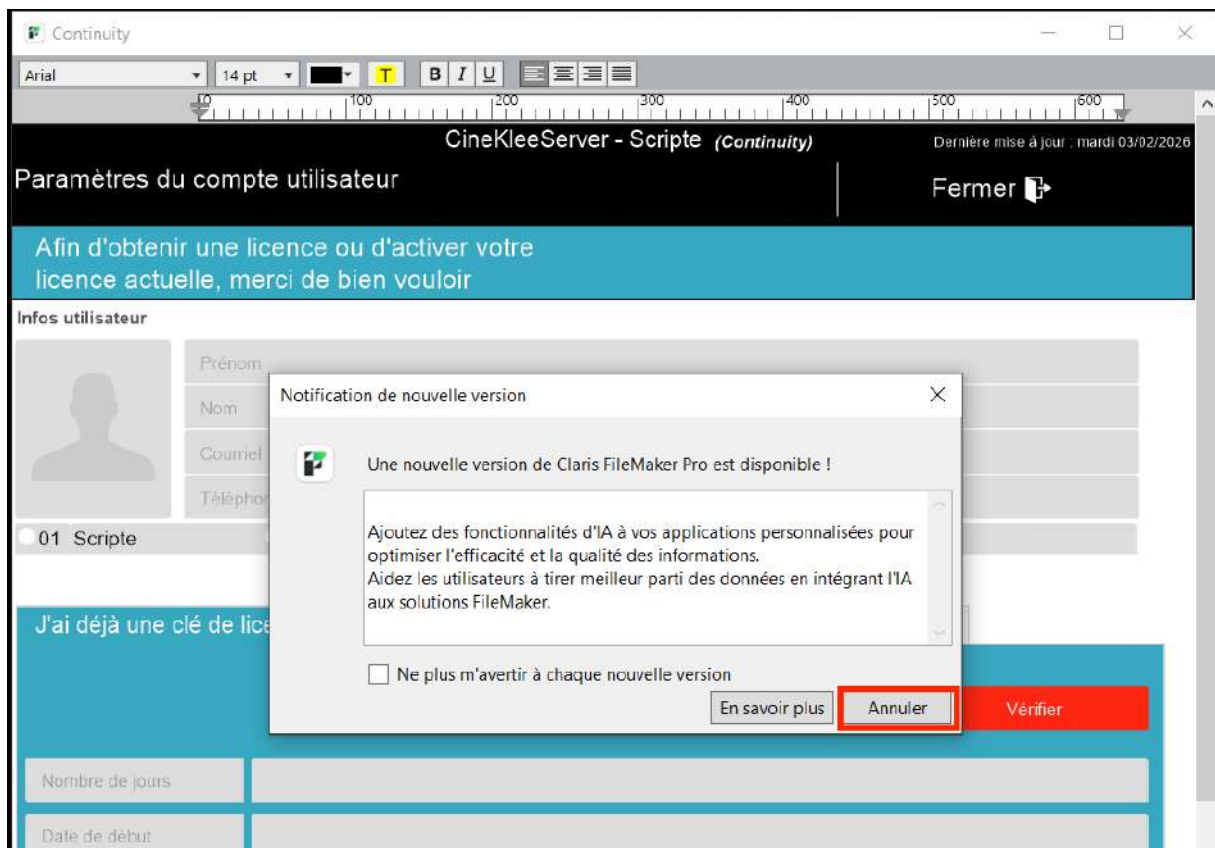 Continuity
Arial 14 pt T B I U
0 100 200 300 400 500 600
CineKleeServer - Scripte (Continuity) Dernière mise à jour : mardi 03/02/2026
Paramètres du compte utilisateur Fermer
Afin d'obtenir une licence ou d'activer votre
licence actuelle, merci de bien vouloir
Infos utilisateur
Prénom
Nom
Courriel
01 Scripte
Notification de nouvelle version
Une nouvelle version de Claris FileMaker Pro est disponible !
Ajoutez des fonctionnalités d'IA à vos applications personnalisées pour
optimiser l'efficacité et la qualité des informations.
Aidez les utilisateurs à tirer meilleur parti des données en intégrant l'IA
aux solutions FileMaker.
Ne plus m'avertir à chaque nouvelle version
En savoir plus Annuler
J'ai déjà une clé de
Vérifier
Nombre de jours
Date de début